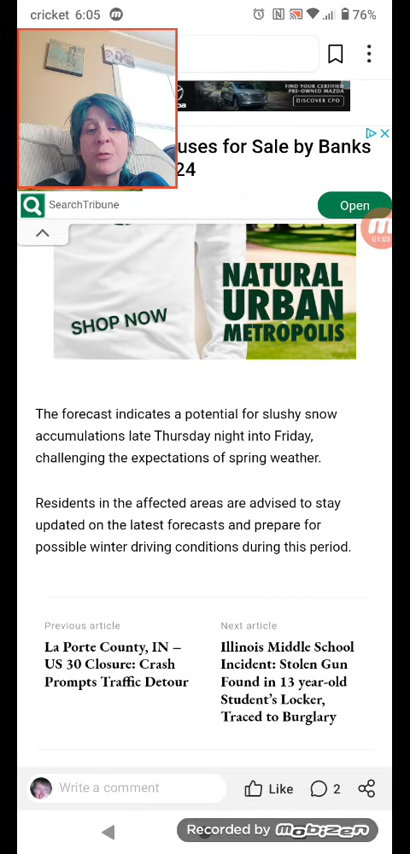 cricket 6:05
76%
FIND YOUR CERTIFIED
PRE-OWNED MAZDA
DISCOVER CPO
uses for Sale by Banks
24
SearchTribune
Open
01:03
SHOP NOW
NATURAL
URBAN
METROPOLIS
The forecast indicates a potential for slushy snow
accumulations late Thursday night into Friday,
challenging the expectations of spring weather.
Residents in the affected areas are advised to stay
updated on the latest forecasts and prepare for
possible winter driving conditions during this period.
Previous article
La Porte County, IN –
US 30 Closure: Crash
Prompts Traffic Detour
Next article
Illinois Middle School
Incident: Stolen Gun
Found in 13 year-old
Student's Locker,
Traced to Burglary
Write a comment
Like
2
Recorded by mobizen